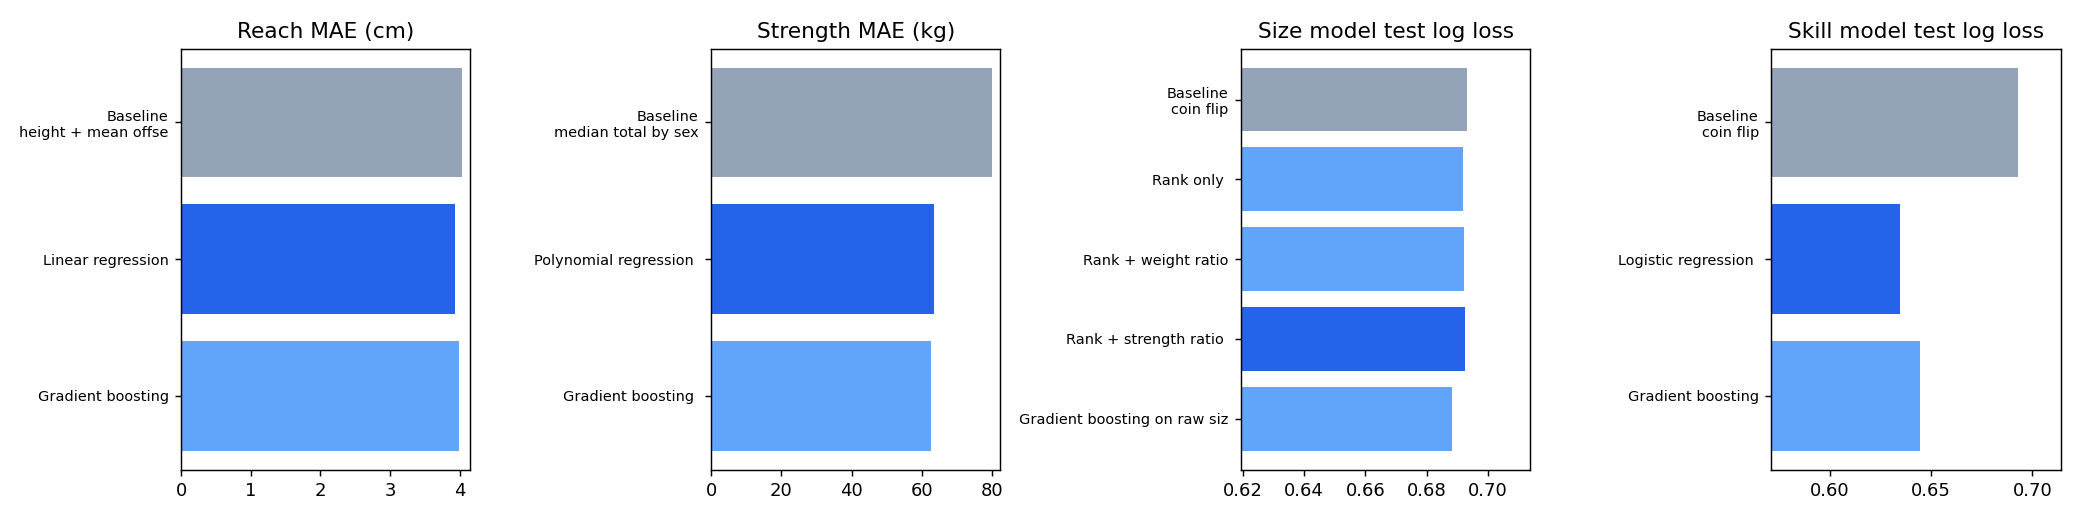 Reach MAE (cm)
Baseline
height + mean offse
Linear regression
Gradient boosting
0 1 2 3 4
Strength MAE (kg)
Baseline
median total by sex
Polynomial regression
Gradient boosting
0 20 40 60 80
Size model test log loss
Baseline
coin flip
Rank only
Rank + weight ratio
Rank + strength ratio
Gradient boosting on raw siz
0.62 0.64 0.66 0.68 0.70
Skill model test log loss
Baseline
coin flip
Logistic regression
Gradient boosting
0.60 0.65 0.70